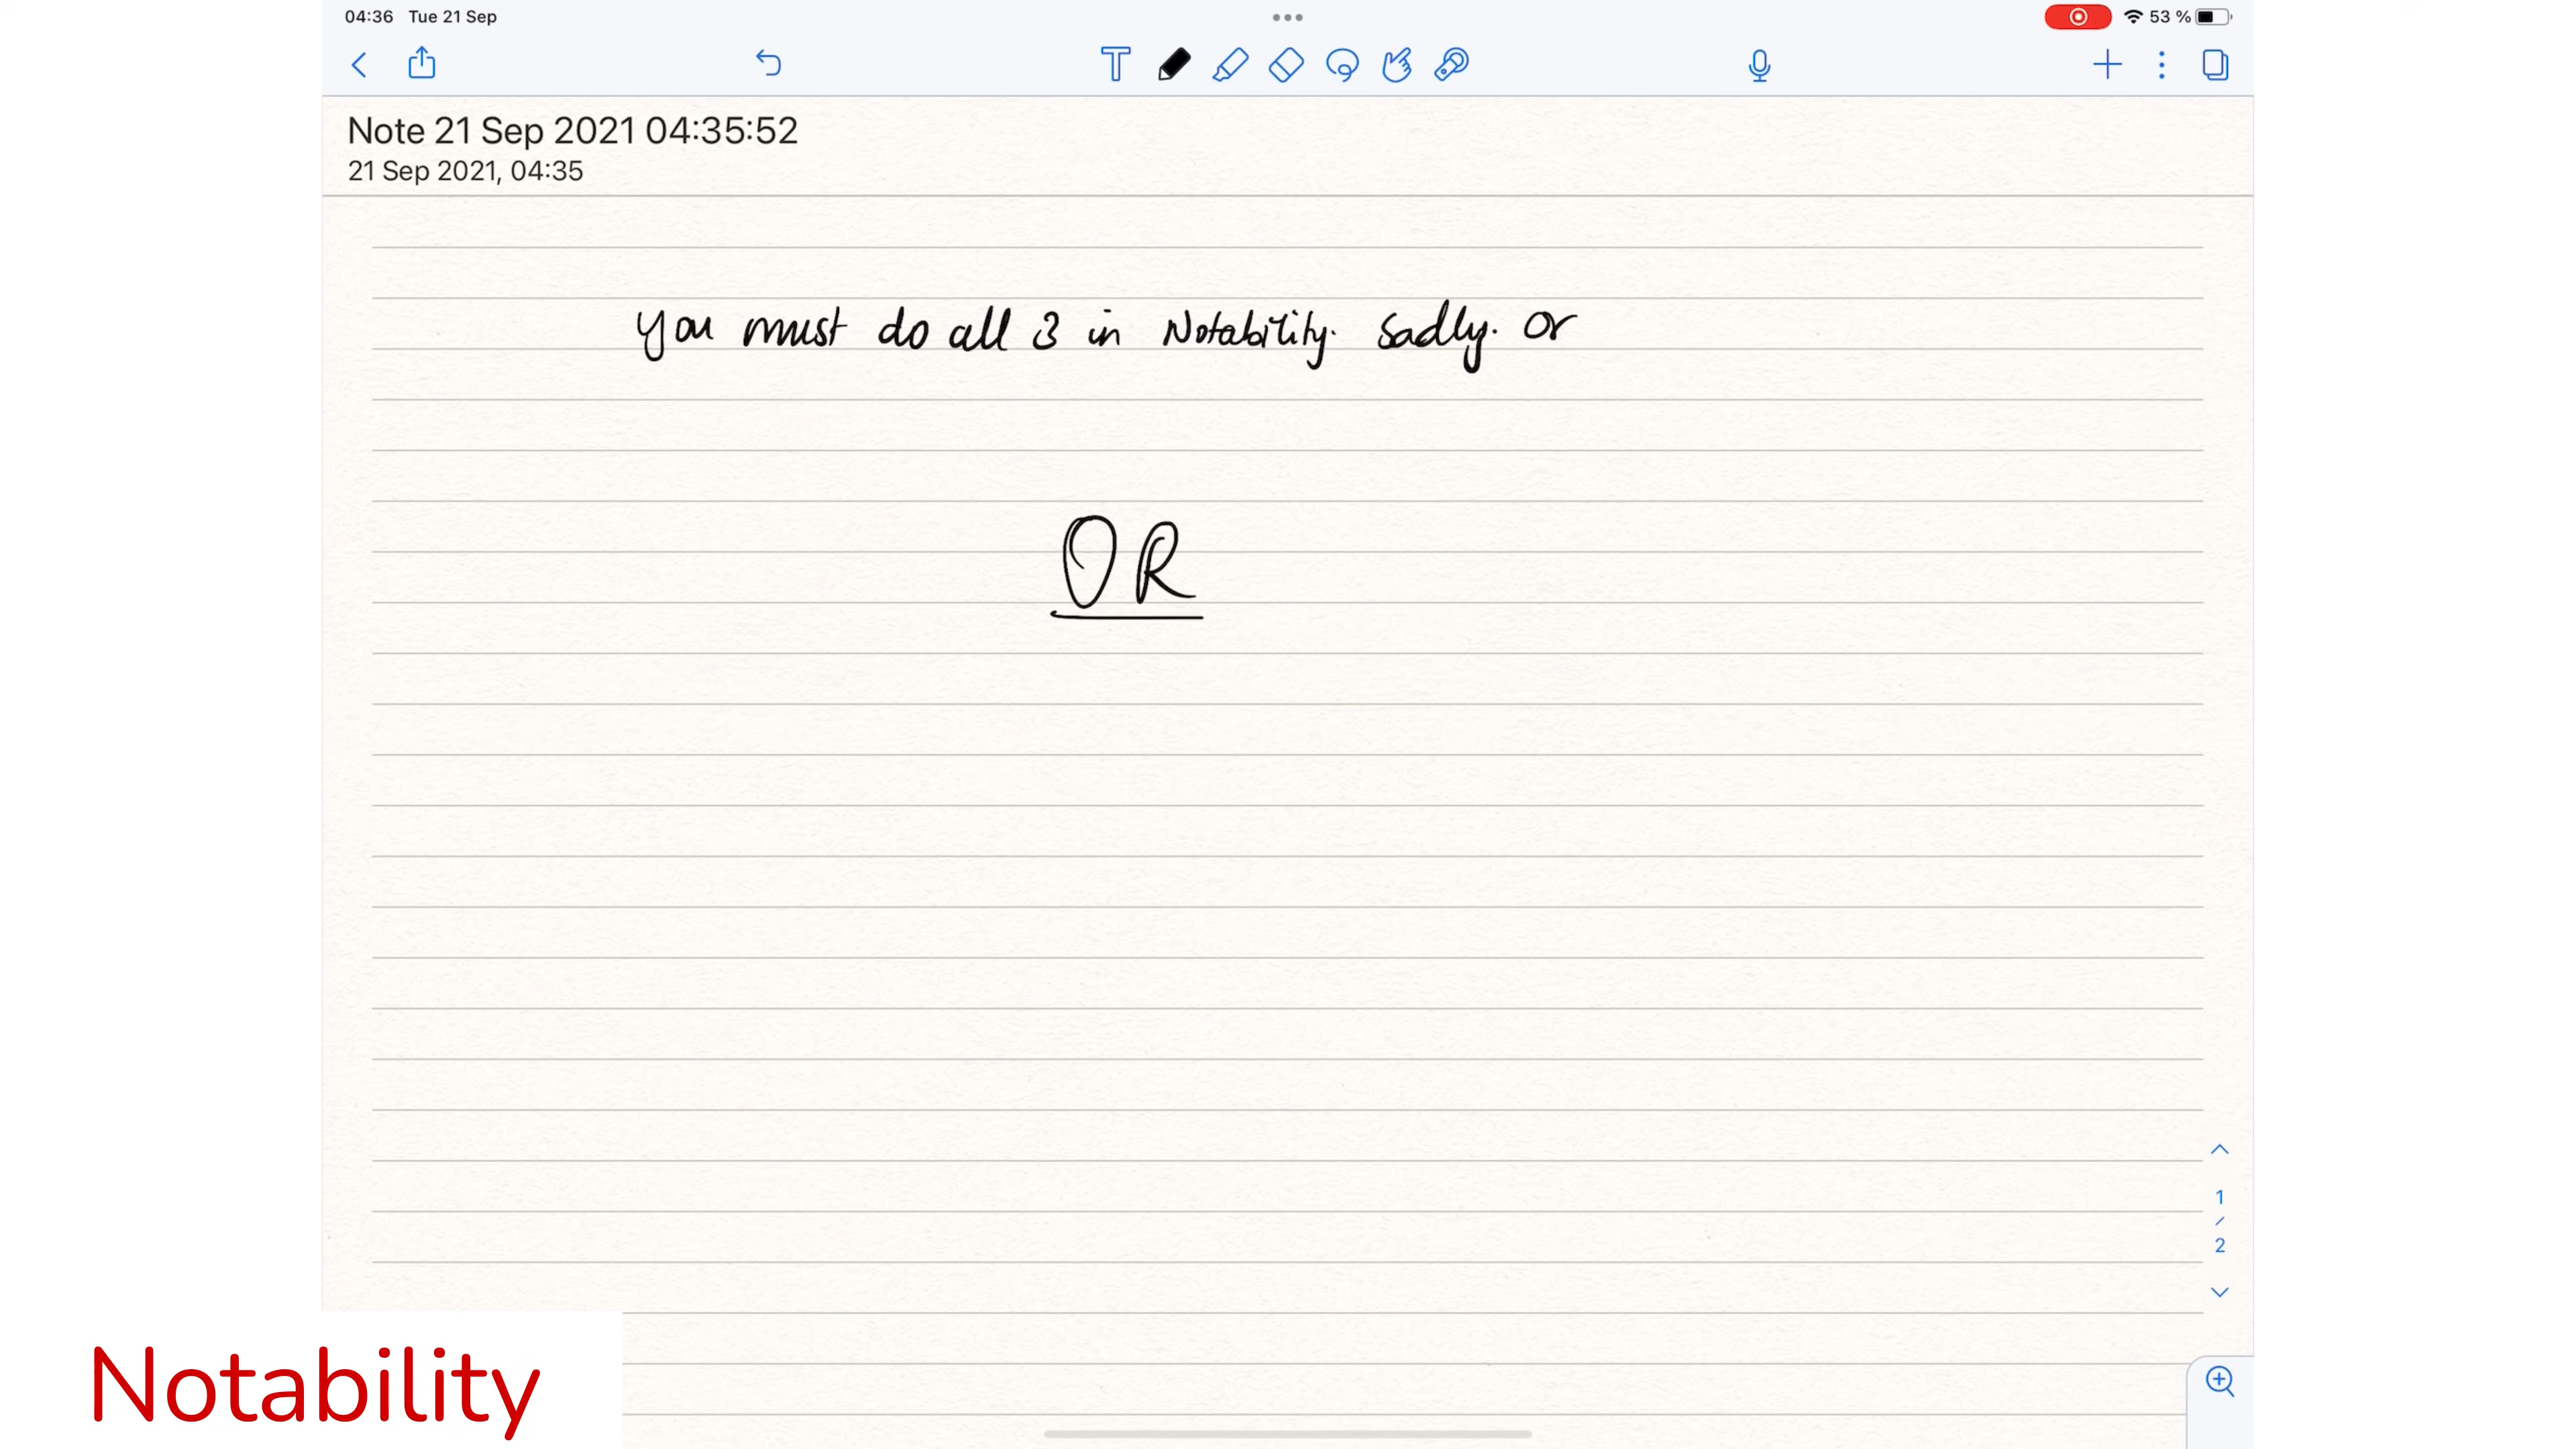 04:36 Tue 21 Sep 53 %
Note 21 Sep 2021 04:35:52
21 Sep 2021, 04:35
you must do all 3 in Notability. Sadly. or
OR
1
/
2
Notability